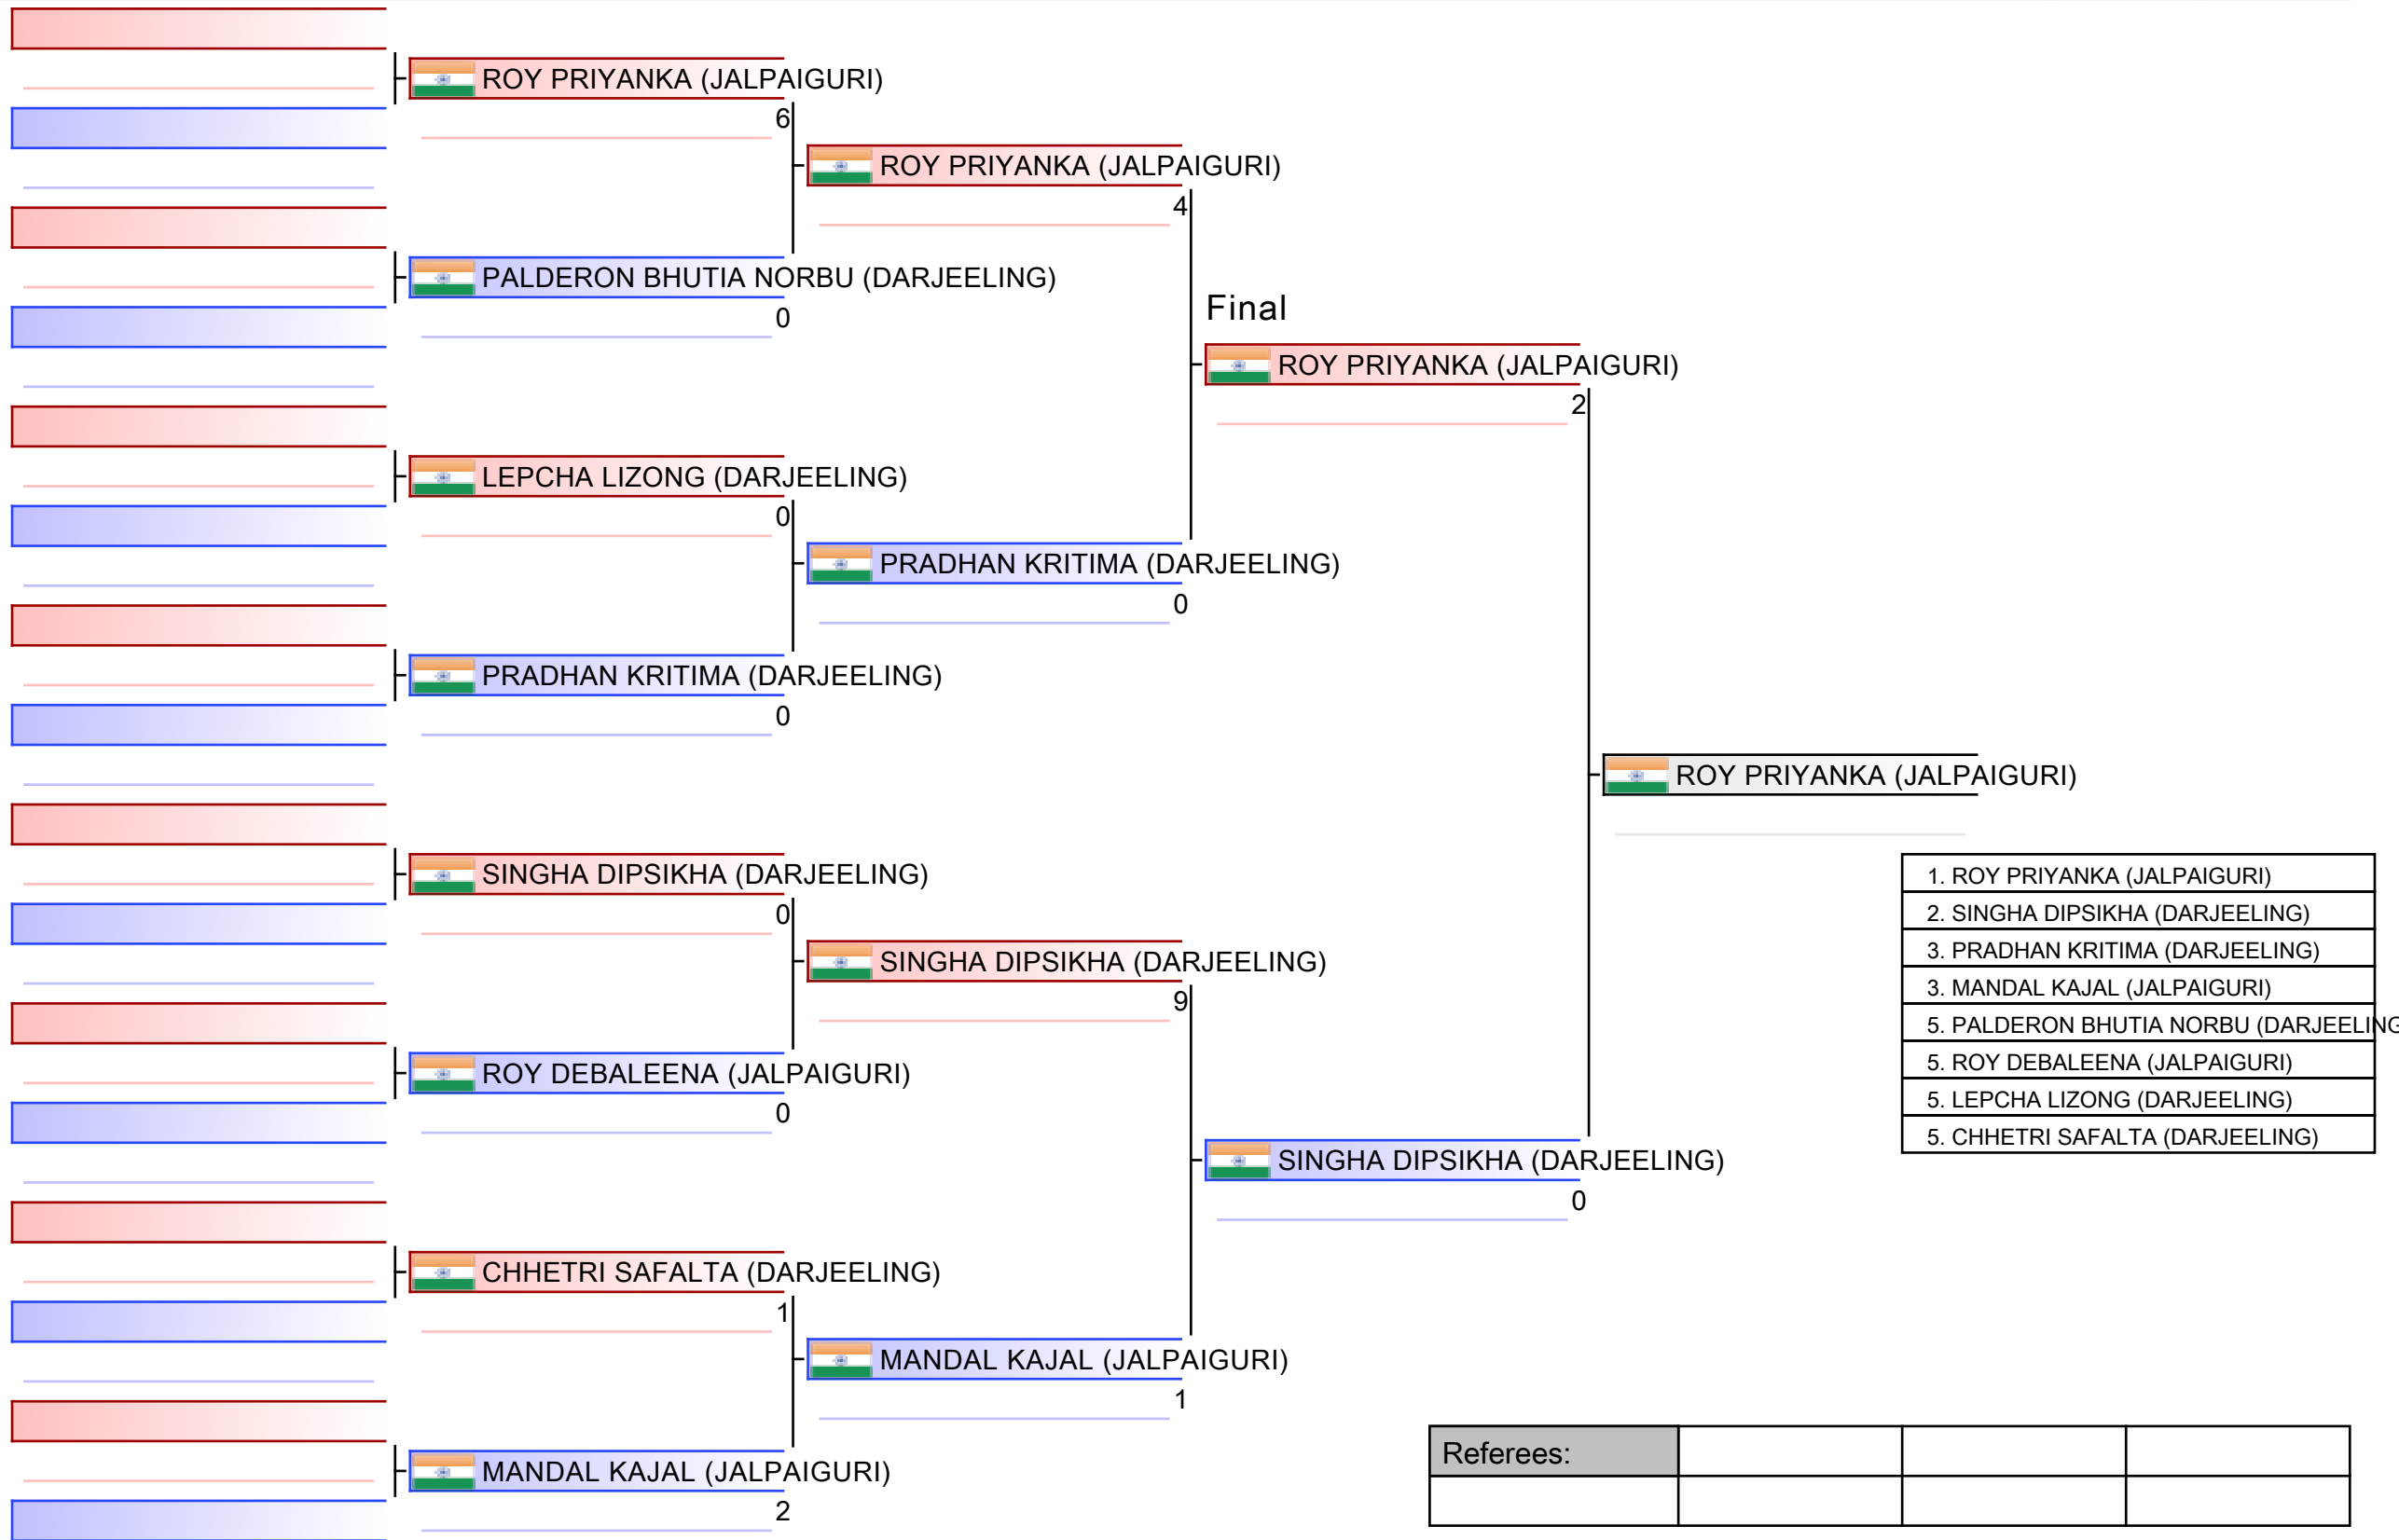 ROY PRIYANKA (JALPAIGURI)
6
PALDERON BHUTIA NORBU (DARJEELING)
0
LEPCHA LIZONG (DARJEELING)
0
PRADHAN KRITIMA (DARJEELING)
0
SINGHA DIPSIKHA (DARJEELING)
0
ROY DEBALEENA (JALPAIGURI)
0
CHHETRI SAFALTA (DARJEELING)
1
MANDAL KAJAL (JALPAIGURI)
2
ROY PRIYANKA (JALPAIGURI)
4
PRADHAN KRITIMA (DARJEELING)
0
SINGHA DIPSIKHA (DARJEELING)
9
MANDAL KAJAL (JALPAIGURI)
1
Final
ROY PRIYANKA (JALPAIGURI)
2
SINGHA DIPSIKHA (DARJEELING)
0
ROY PRIYANKA (JALPAIGURI)
1. ROY PRIYANKA (JALPAIGURI)
2. SINGHA DIPSIKHA (DARJEELING)
3. PRADHAN KRITIMA (DARJEELING)
3. MANDAL KAJAL (JALPAIGURI)
5. PALDERON BHUTIA NORBU (DARJEELING
5. ROY DEBALEENA (JALPAIGURI)
5. LEPCHA LIZONG (DARJEELING)
5. CHHETRI SAFALTA (DARJEELING)
Referees: